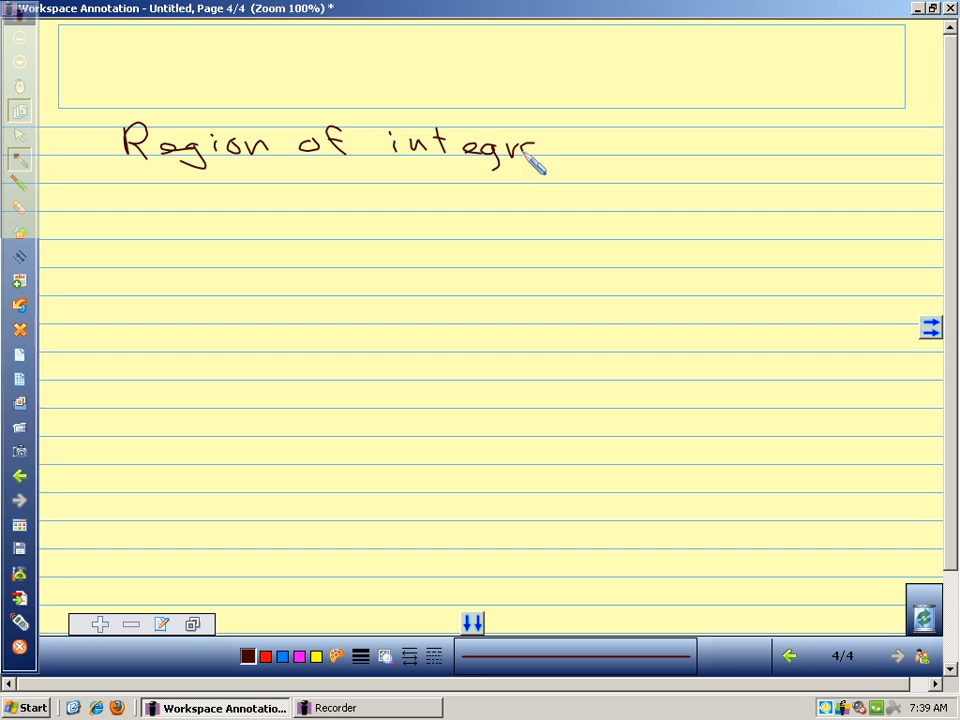 Workspace Annotation - Untitled, Page 4/4 (Zoom 100%) *
Region of integra
4/4
Start
Workspace Annotatio...
Recorder
7:39 AM